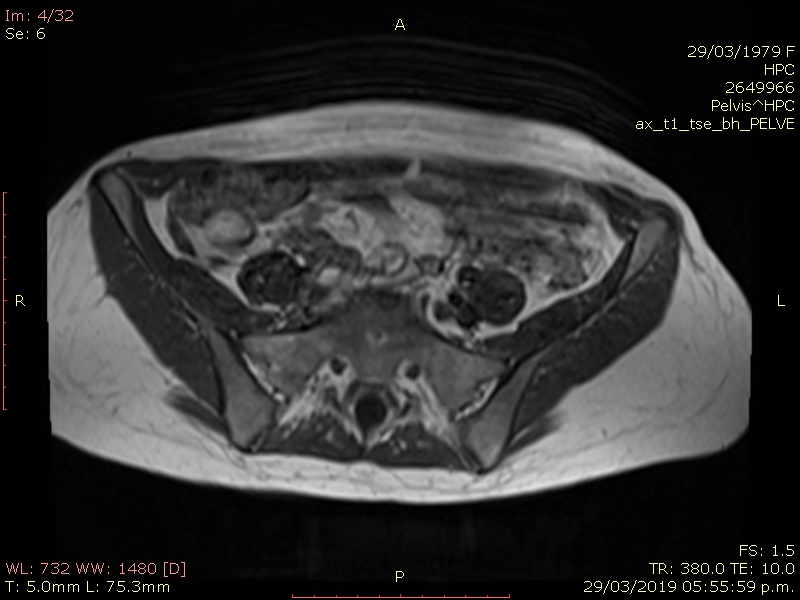 Im: 4/32
Se: 6
A
29/03/1979 F
HPC
2649966
Pelvis^HPC
ax_t1_tse_bh_PELVE
R
L
WL: 732 WW: 1480 [D]
T: 5.0mm L: 75.3mm
P
FS: 1.5
TR: 380.0 TE: 10.0
29/03/2019 05:55:59 p.m.